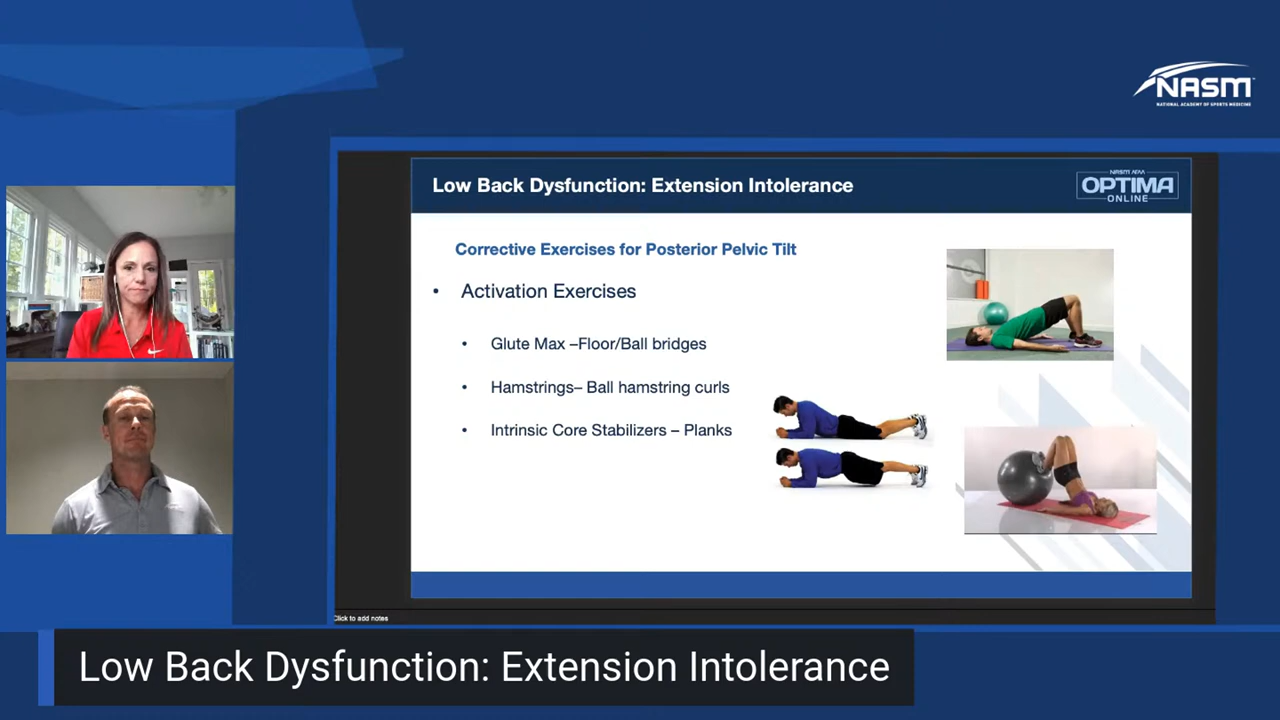 NASM
NATIONAL ACADEMY OF SPORTS MEDICINE
Low Back Dysfunction: Extension Intolerance
NASM AFAA
OPTIMA
ONLINE
Corrective Exercises for Posterior Pelvic Tilt
• Activation Exercises
• Glute Max –Floor/Ball bridges
• Hamstrings– Ball hamstring curls
• Intrinsic Core Stabilizers – Planks
Click to add notes
Low Back Dysfunction: Extension Intolerance